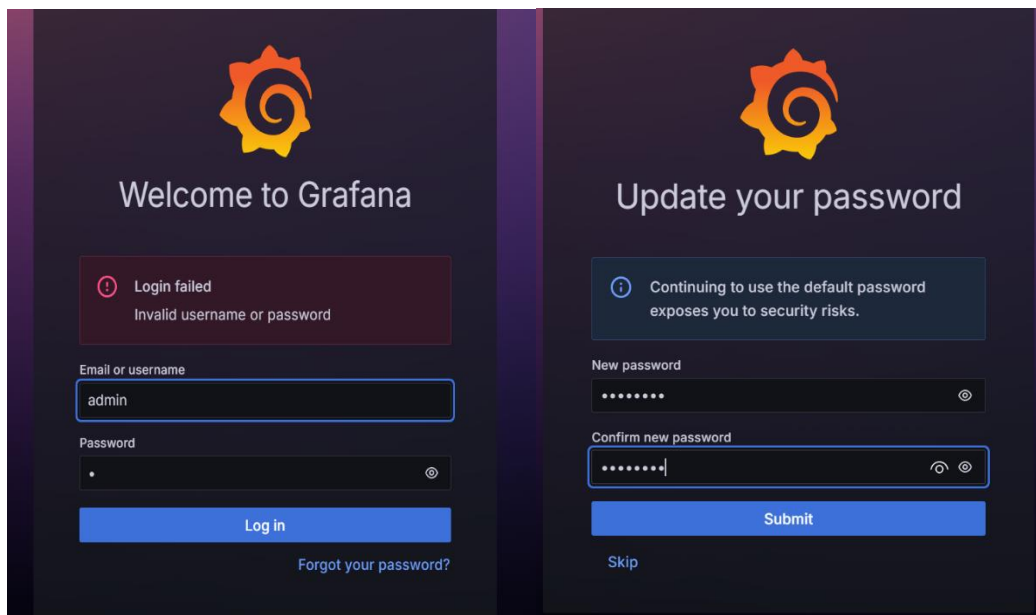 Welcome to Grafana
Login failed
Invalid username or password
Email or username
admin
Password
•
Log in
Forgot your password?
Update your password
Continuing to use the default password
exposes you to security risks.
New password
••••••••
Confirm new password
••••••••
Submit
Skip